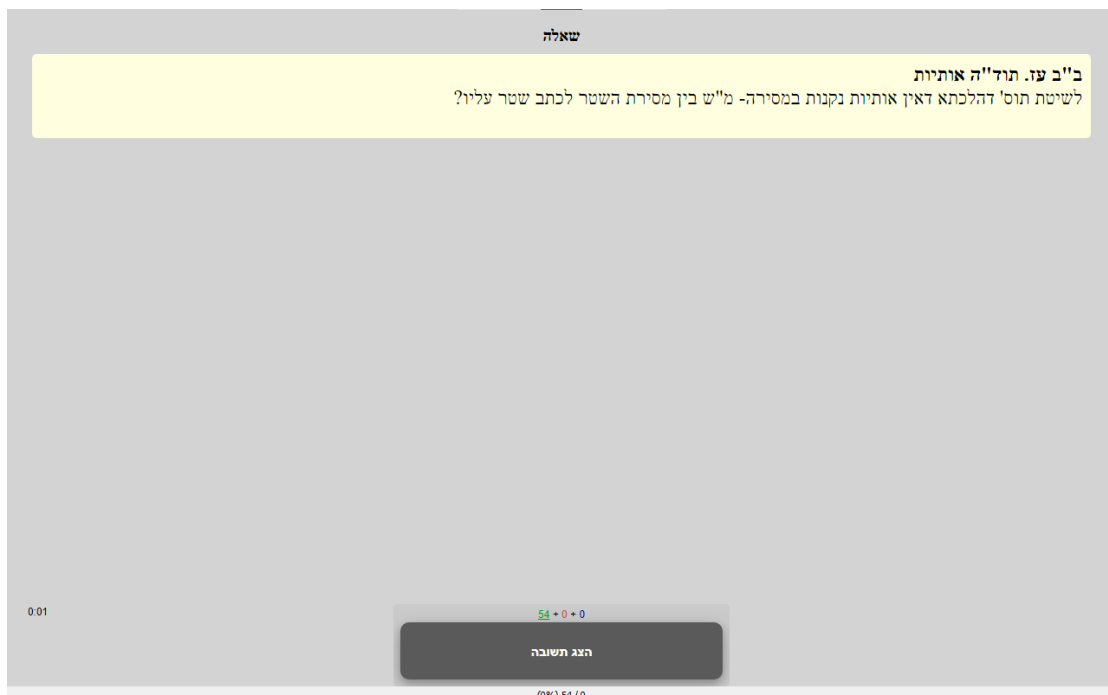 שאלה
ב"ב עז. תוד"ה אותיות
לשיטת תוס' דהלכתא דאין אותיות נקנות במסירה- מ"ש בין מסירת השטר לכתב שטר עליו?
0:01
54 + 0 + 0
הצג תשובה